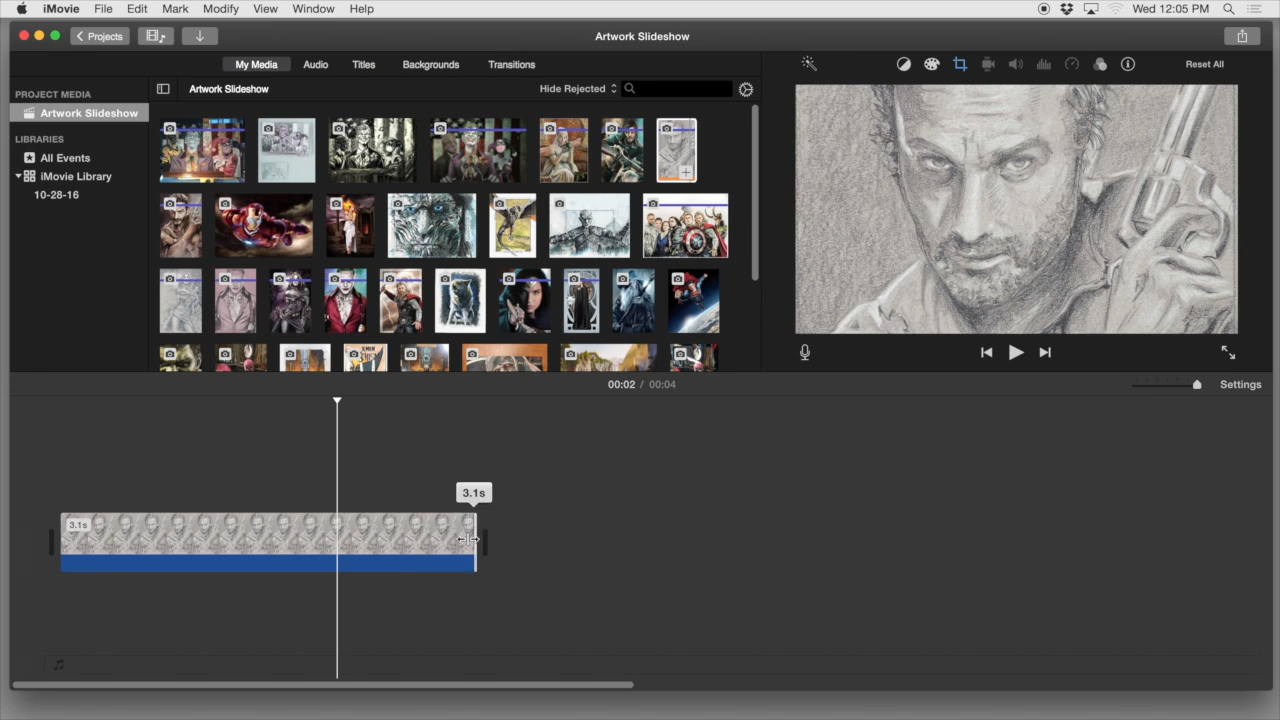 iMovie File Edit Mark Modify View Window Help Wed 12:05 PM
Projects Artwork Slideshow
My Media Audio Titles Backgrounds Transitions Reset All
PROJECT MEDIA Artwork Slideshow Hide Rejected
Artwork Slideshow
LIBRARIES
All Events
iMovie Library
10-28-16
00:02 / 00:04 Settings
3.1s
3.1s